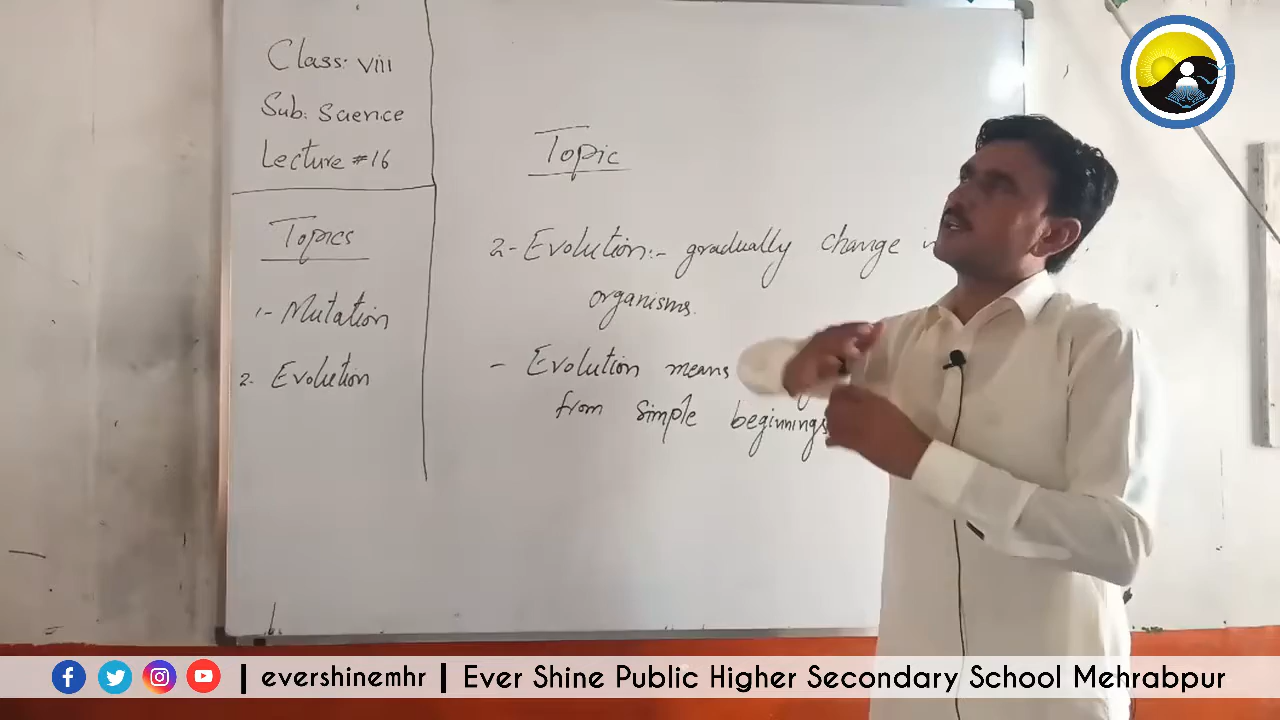 Class: viii
Sub: Science
Lecture #16
Topics
1- Mutation
2. Evolution
Topic
2- Evolution:- gradually change in
organisms.
- Evolution means
from simple beginnings
| evershinemhr | Ever Shine Public Higher Secondary School Mehrabpur